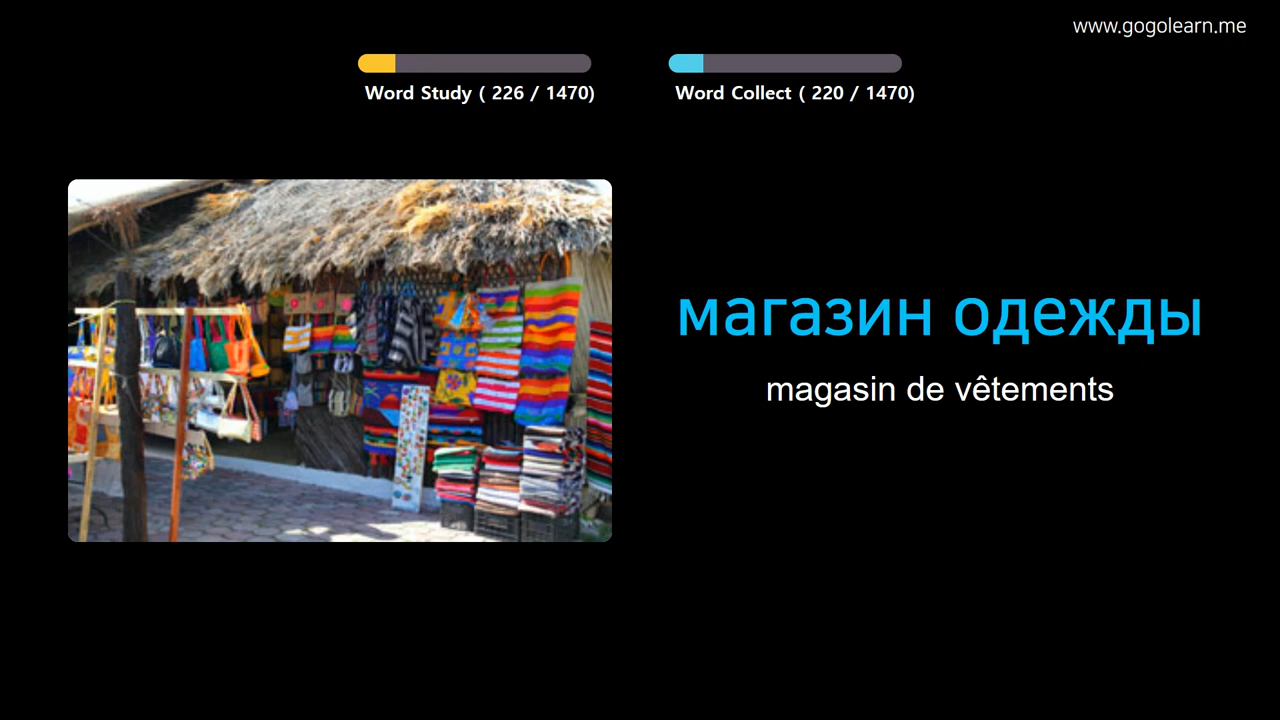 www.gogolearn.me
Word Study ( 226 / 1470)
Word Collect ( 220 / 1470)
магазин одежды
magasin de vêtements